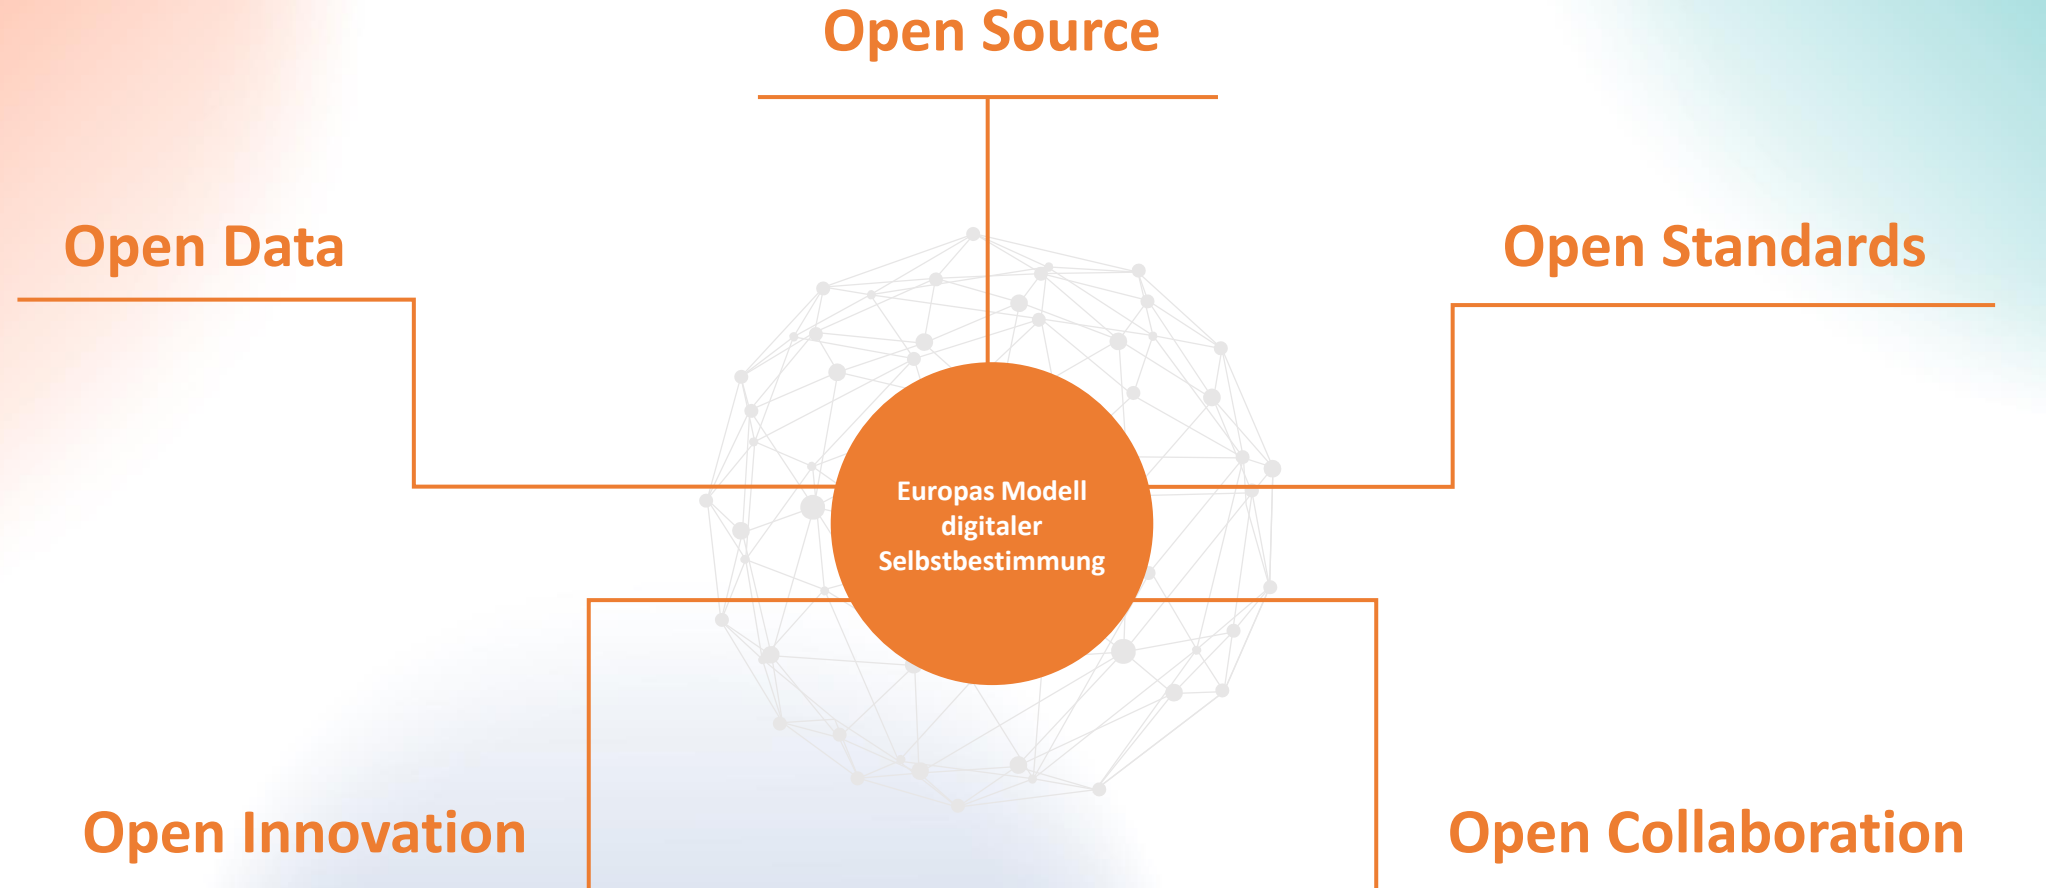 Open Source
Open Data
Open Standards
Europas Modell
digitaler
Selbstbestimmung
Open Innovation
Open Collaboration